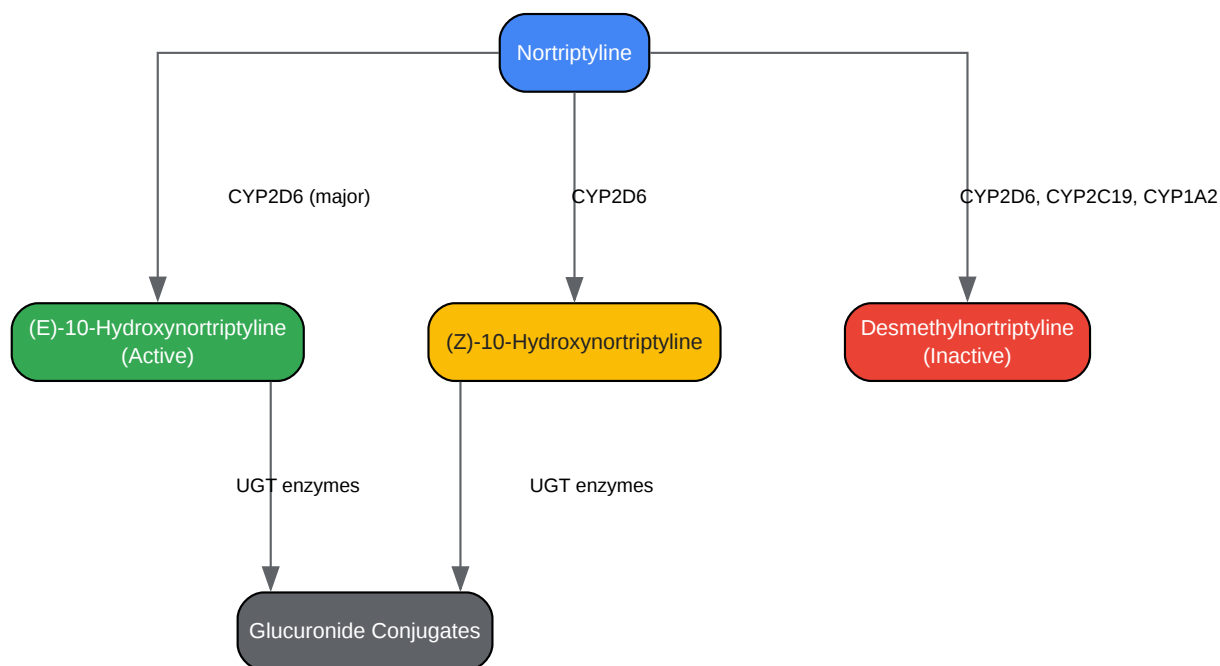 Nortriptyline
CYP2D6 (major)
CYP2D6
CYP2D6, CYP2C19, CYP1A2
(E)-10-Hydroxynortriptyline
(Active)
(Z)-10-Hydroxynortriptyline
Desmethylnortriptyline
(Inactive)
UGT enzymes
UGT enzymes
Glucuronide Conjugates